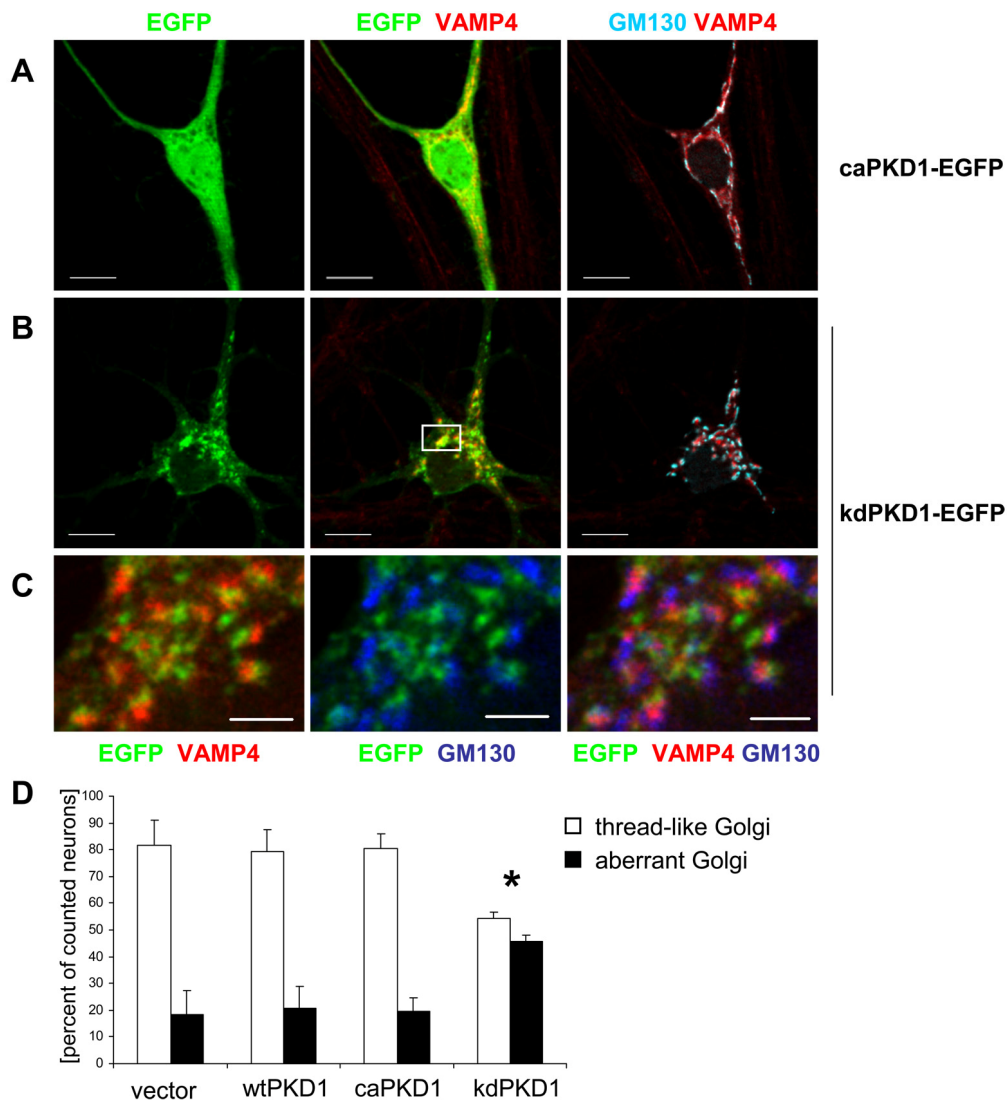 EGFP EGFP VAMP4 GM130 VAMP4
A
caPKD1-EGFP
B
kdPKD1-EGFP
C
EGFP VAMP4 EGFP GM130 EGFP VAMP4 GM130
D
[percent of counted neurons]
100
90
80
70
60
50
40
30
20
10
0
*
thread-like Golgi
aberrant Golgi
vector wtPKD1 caPKD1 kdPKD1